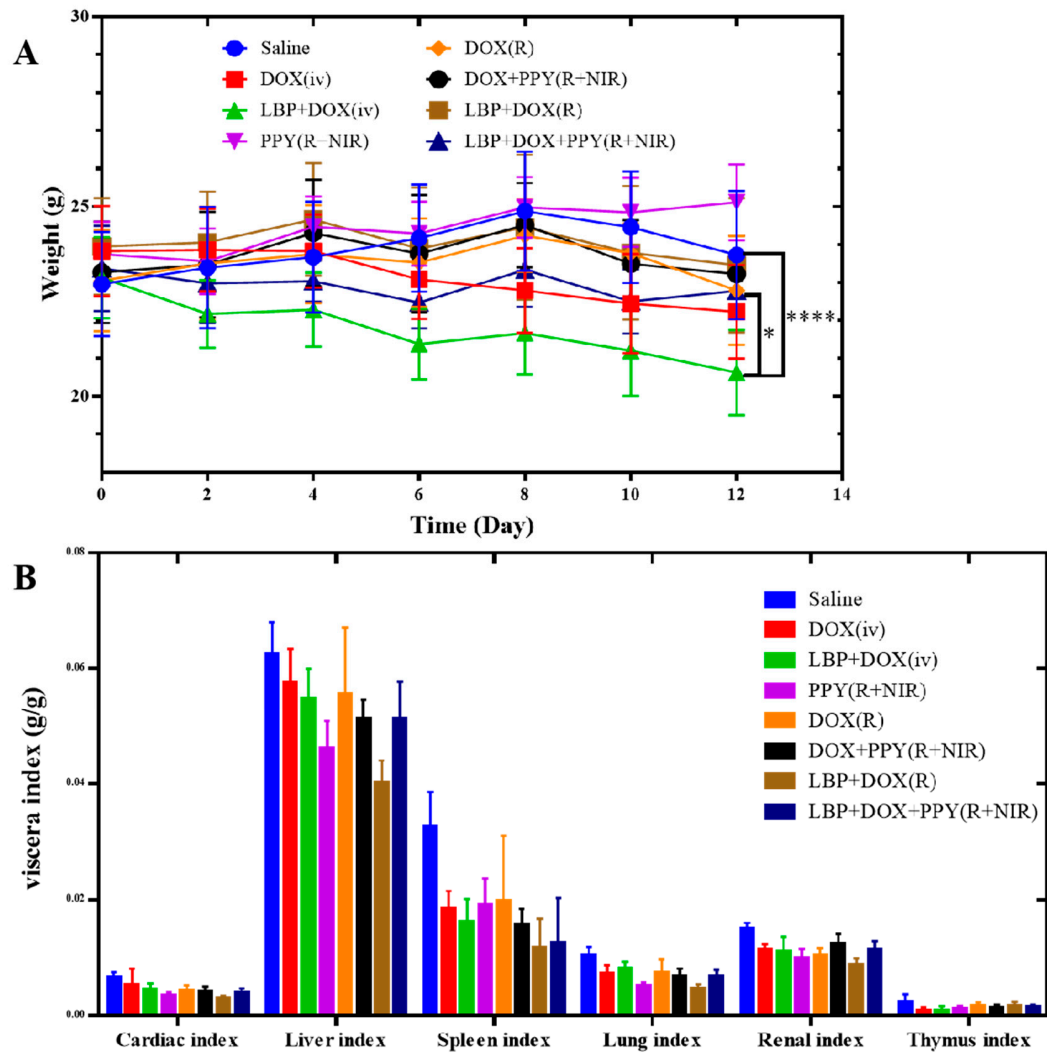 A
30
25
20
Weight (g)
Saline
DOX(iv)
LBP+DOX(iv)
PPY(R−NIR)
DOX(R)
DOX+PPY(R+NIR)
LBP+DOX(R)
LBP+DOX+PPY(R+NIR)
* ****
0 2 4 6 8 10 12 14
Time (Day)
B
0.08
0.06
0.04
0.02
0.00
viscera index (g/g)
Saline
DOX(iv)
LBP+DOX(iv)
PPY(R+NIR)
DOX(R)
DOX+PPY(R+NIR)
LBP+DOX(R)
LBP+DOX+PPY(R+NIR)
Cardiac index Liver index Spleen index Lung index Renal index Thymus index